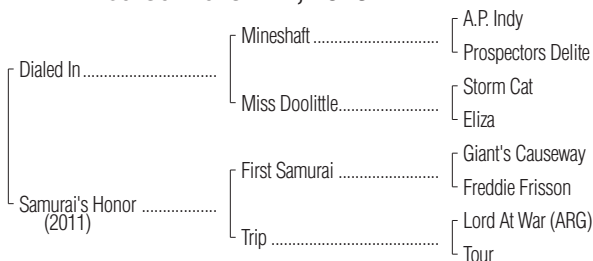 A.P. Indy
Mineshaft
Prospectors Delite
Dialed In
Storm Cat
Miss Doolittle
Eliza
Giant's Causeway
First Samurai
Freddie Frisson
Samurai's Honor
(2011)
Lord At War (ARG)
Trip
Tour